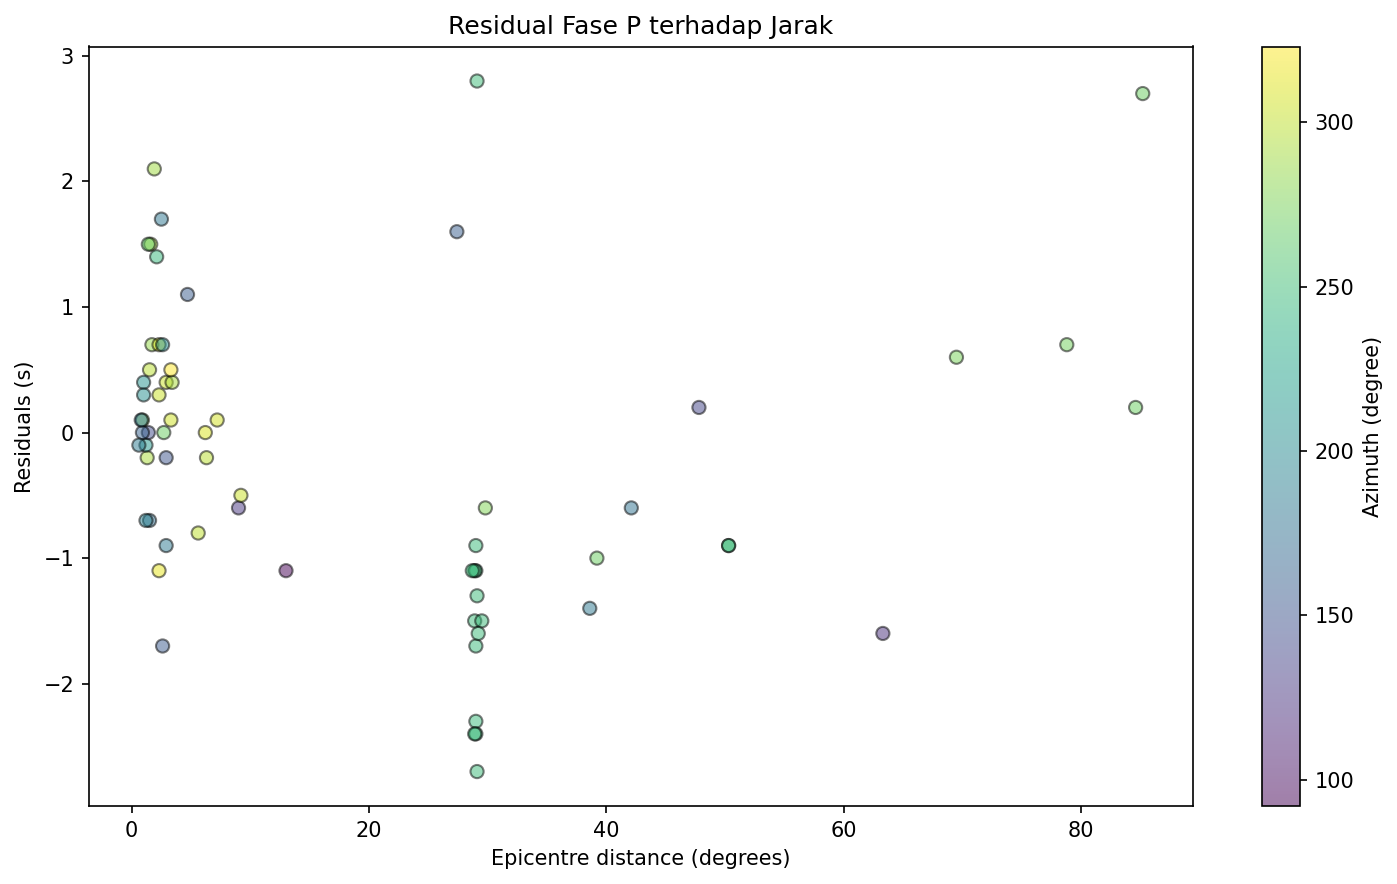 Residual Fase P terhadap Jarak
Residuals (s)
3
2
1
0
−1
−2
0 20 40 60 80
Epicentre distance (degrees)
300
250
200
150
100
Azimuth (degree)